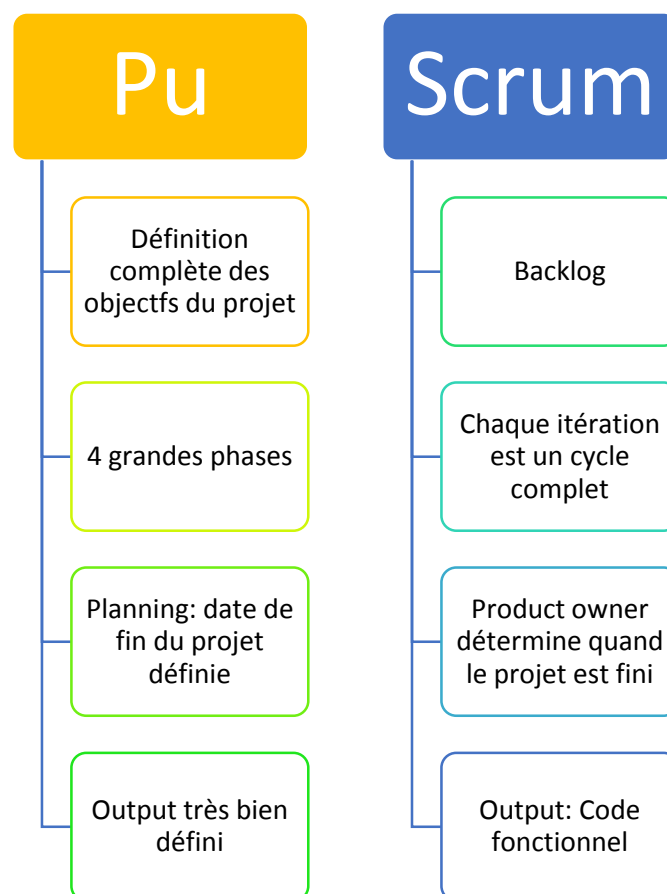 Pu
Définition
complète des
objectfs du projet
4 grandes phases
Planning: date de
fin du projet
définie
Output très bien
défini
Scrum
Backlog
Chaque itération
est un cycle
complet
Product owner
détermine quand
le projet est fini
Output: Code
fonctionnel